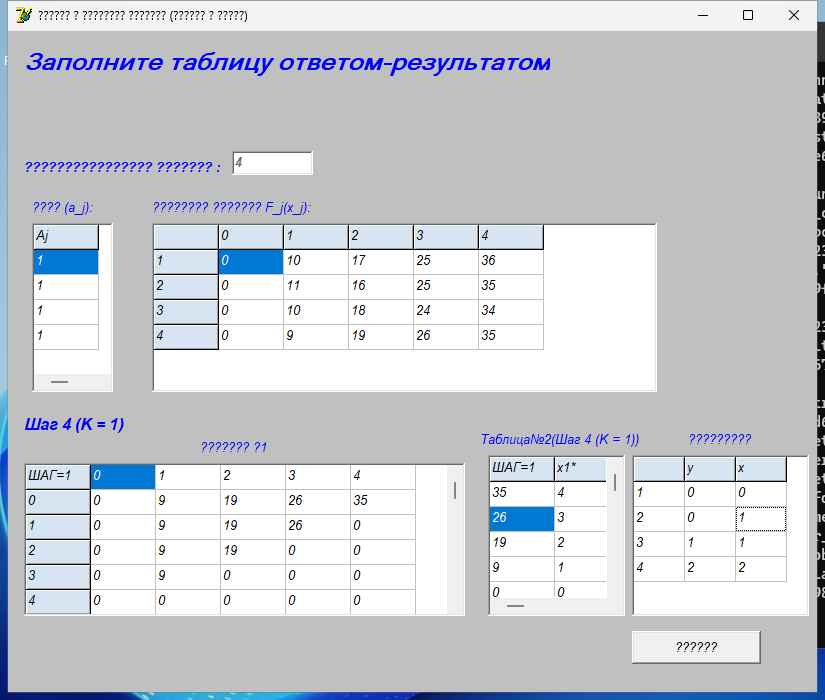 ?????? ? ???????? ??????? (?????? ? ?????)
Заполните таблицу ответом-результатом
???????????????? ??????? : 4
???? (a_j):
???????? ??????? F_j(x_j):
Aj
1
1
1
1
0 1 2 3 4
1 0 10 17 25 36
2 0 11 16 25 35
3 0 10 18 24 34
4 0 9 19 26 35
Шаг 4 (K = 1)
??????? ?1
ШАГ=1 0 1 2 3 4
0 0 9 19 26 35
1 0 9 19 26 0
2 0 9 19 0 0
3 0 9 0 0 0
4 0 0 0 0 0
Таблица№2(Шаг 4 (K = 1))
ШАГ=1 x1*
35 4
26 3
19 2
9 1
0 0
?????????
y x
1 0 0
2 0 1
3 1 1
4 2 2
??????